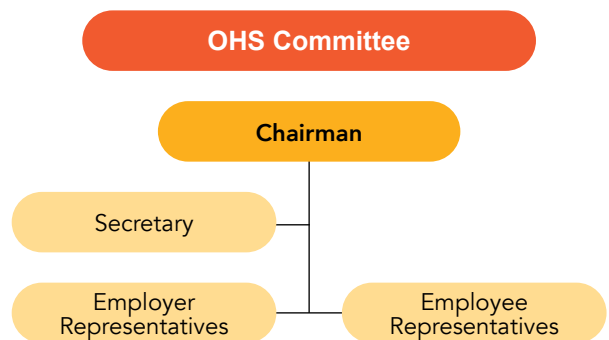 OHS Committee
Chairman
Secretary
Employer
Representatives
Employee
Representatives